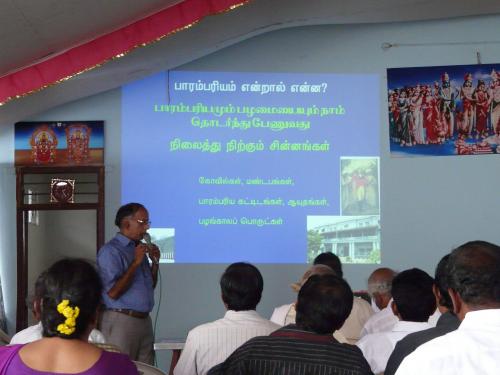 பாரம்பரியம் என்றால் என்ன?
பாரம்பரியமும் பழமையையும் நாம்
தொடர்ந்து பேணுவது
நிலைத்து நிற்கும் சின்னங்கள்
கோவில்கள், மண்டபங்கள்,
பாரம்பரிய கட்டிடங்கள், ஆயுதங்கள்,
பழங்காலப் பொருட்கள்